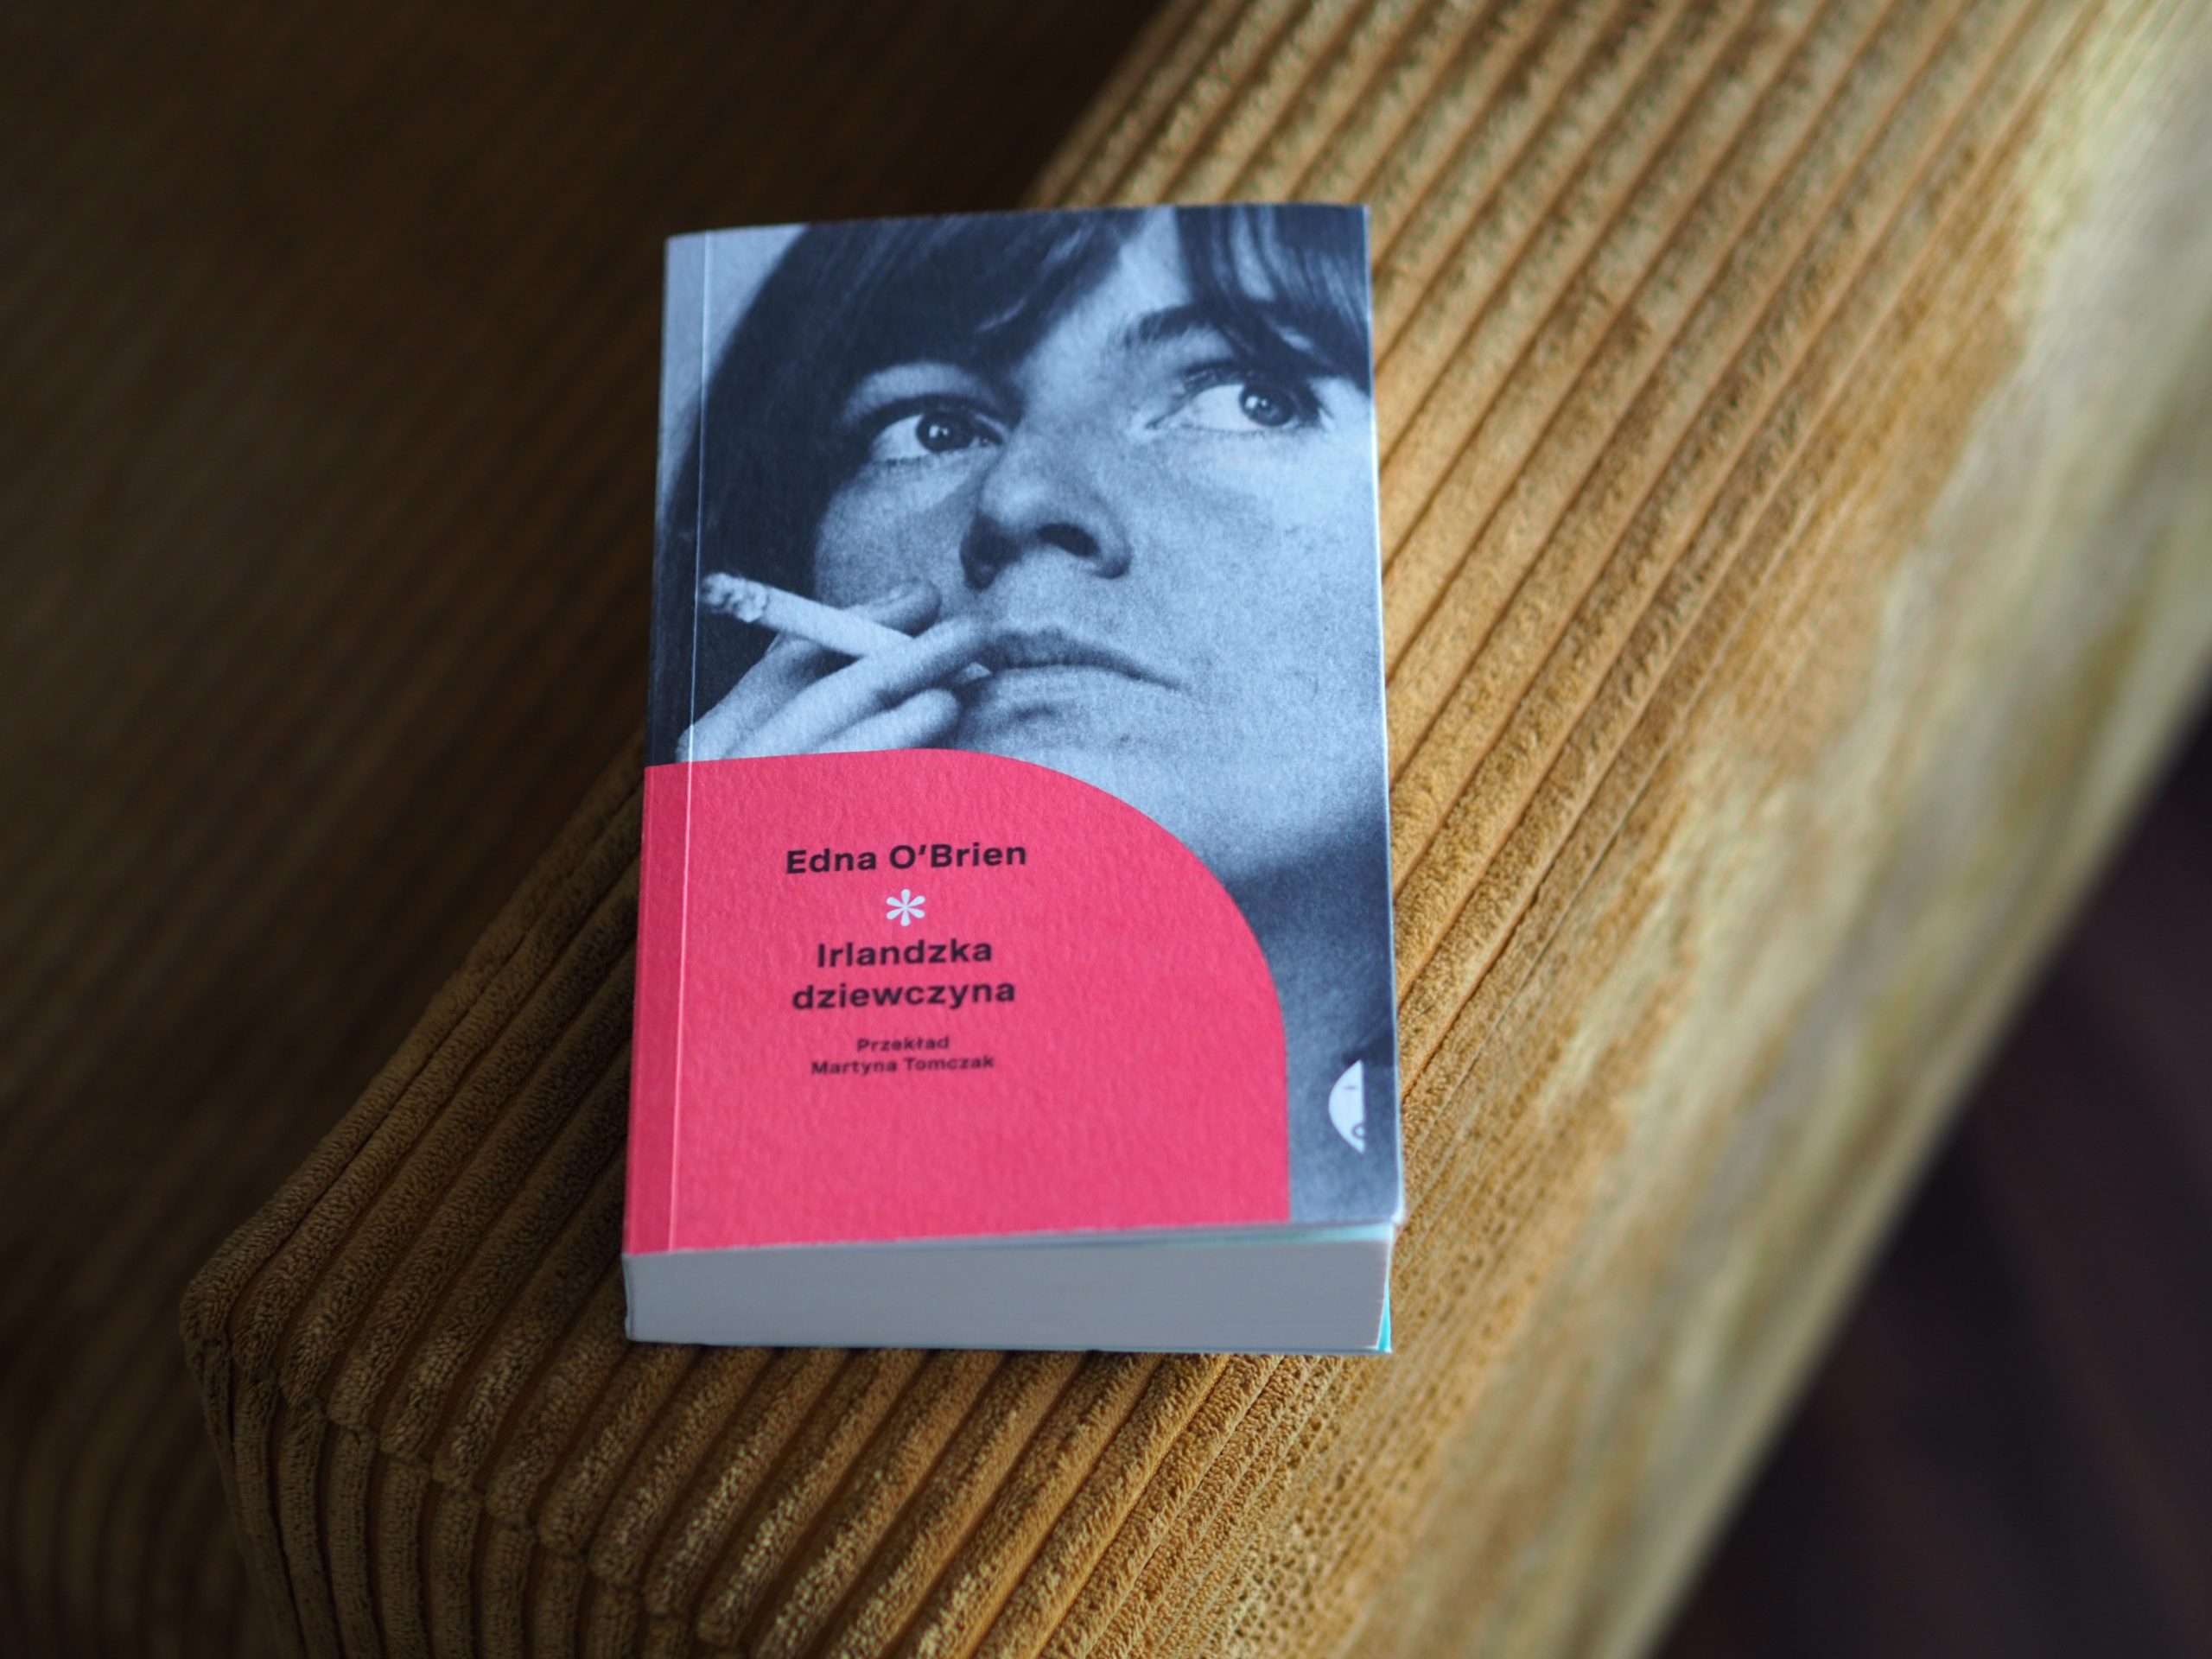 Edna O'Brien
*
Irlandzka
dziewczyna
Przekład
Martyna Tomczak